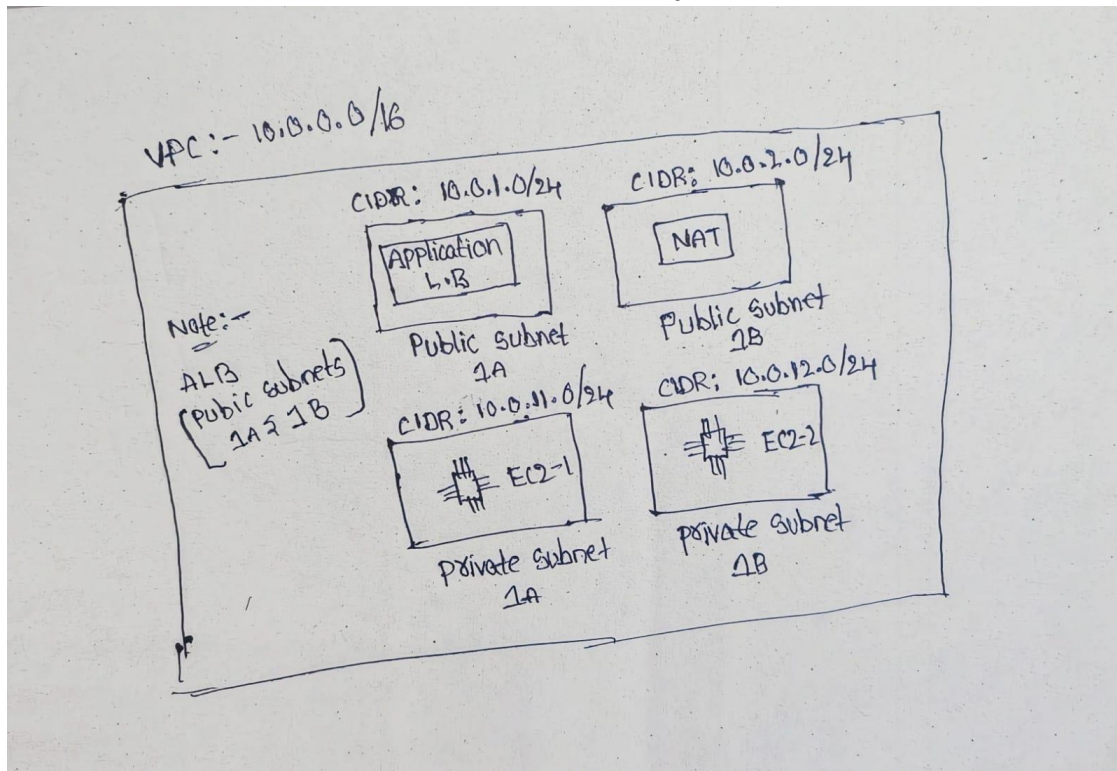 VPC:- 10.0.0.0/16
CIDR: 10.0.1.0/24
CIDR: 10.0.2.0/24
Application
L.B
NAT
Public subnet
1A
Public subnet
1B
Note:-
ALB
(Pubic subnets
1A & 1B)
CIDR: 10.0.11.0/24
CIDR: 10.0.12.0/24
EC2-1
EC2-2
private subnet
1A
private subnet
1B